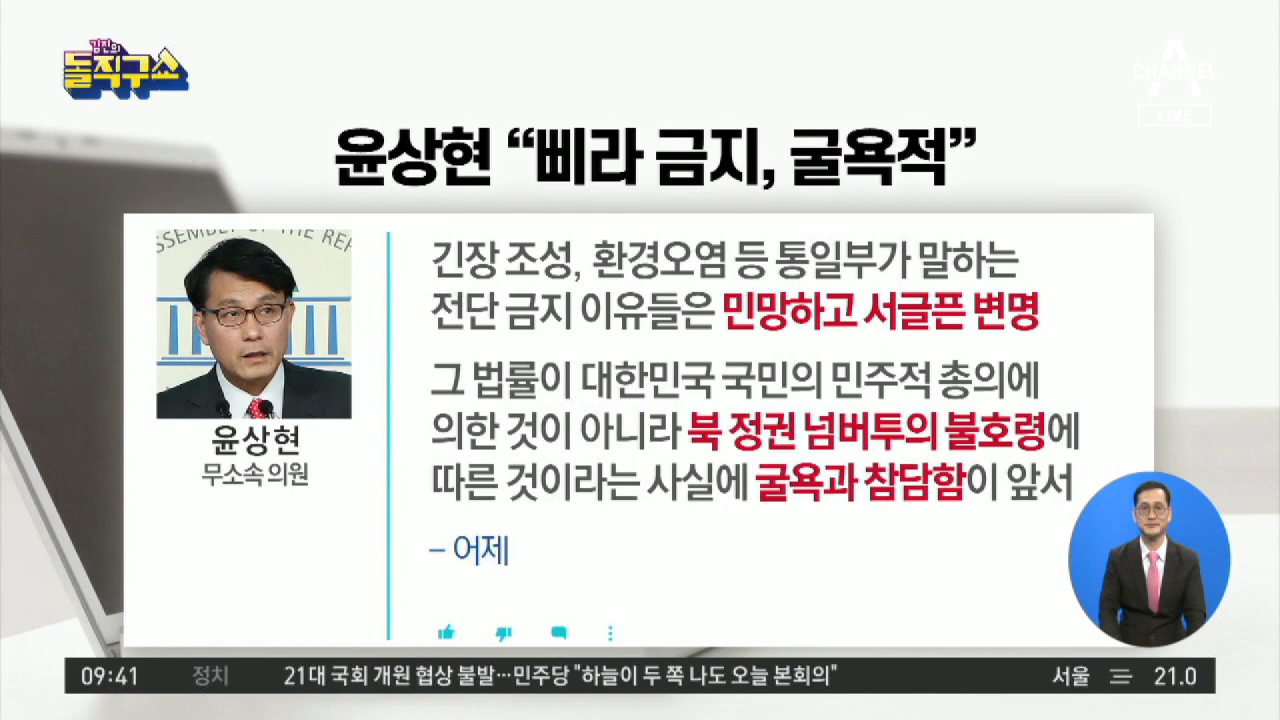 김진의
돌직구쇼
CHANNEL A
LIVE
윤상현 “삐라 금지, 굴욕적”
ASSEMBLY OF THE REP
긴장 조성, 환경오염 등 통일부가 말하는
전단 금지 이유들은 민망하고 서글픈 변명
그 법률이 대한민국 국민의 민주적 총의에
의한 것이 아니라 북 정권 넘버투의 불호령에
따른 것이라는 사실에 굴욕과 참담함이 앞서
– 어제
윤상현
무소속 의원
09:41 정치 21대 국회 개원 협상 불발…민주당 "하늘이 두 쪽 나도 오늘 본회의" 서울 21.0